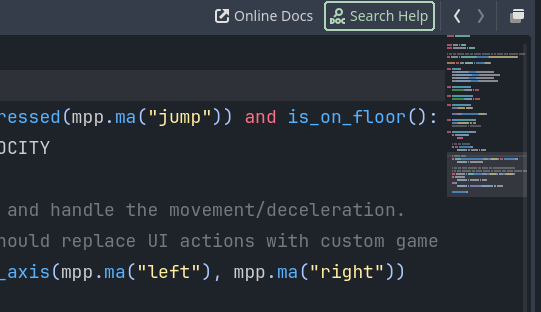 Online Docs Search Help
ressed(mpp.ma("jump")) and is_on_floor():
OCITY
and handle the movement/deceleration.
hould replace UI actions with custom game
_axis(mpp.ma("left"), mpp.ma("right"))